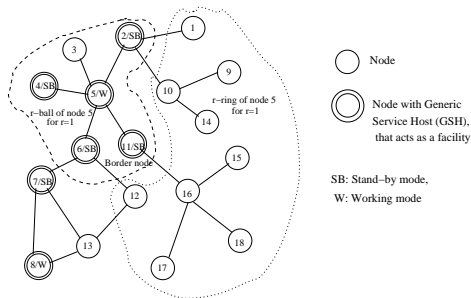 1
2/SB
3
9
Node
4/SB
5/W
10
r−ring of node 5
for r=1
Node with Generic
Service Host (GSH),
that acts as a facility
r−ball of node 5
for r=1
14
11/SB
6/SB
Border node
15
SB: Stand−by mode,
W: Working mode
7/SB
12
16
13
18
8/W
17